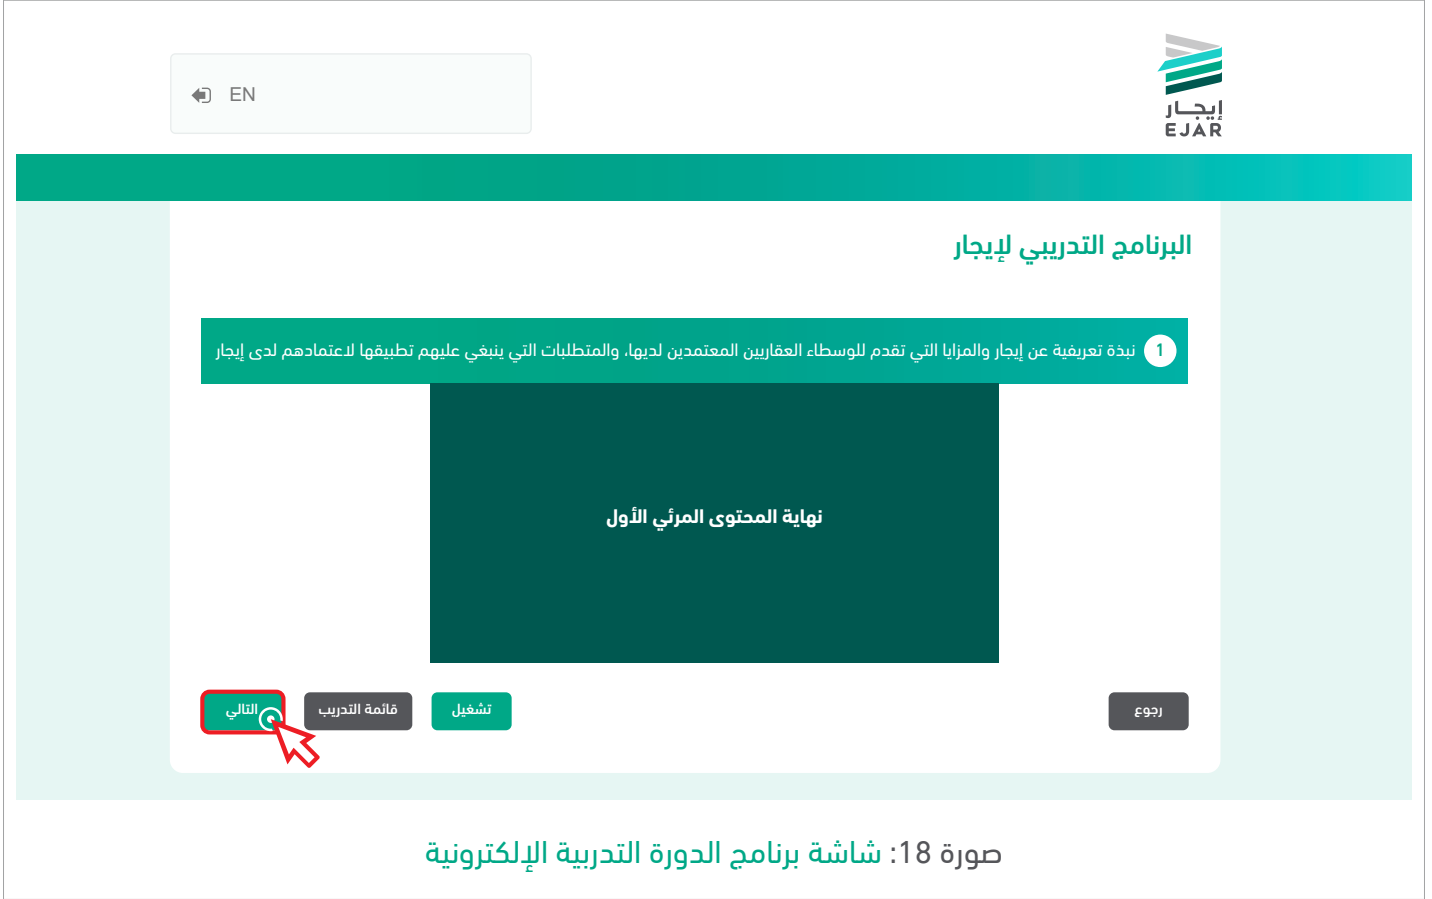 إيجـار
EJAR
EN
البرنامج التدريبي لإيجار
1 نبذة تعريفية عن إيجار والمزايا التي تقدم للوسطاء العقاريين المعتمدين لديها، والمتطلبات التي ينبغي عليهم تطبيقها لاعتمادهم لدى إيجار
نهاية المحتوى المرئي الأول
رجوع
تشغيل
قائمة التدريب
التالي
صورة 18: شاشة برنامج الدورة التدربية الإلكترونية